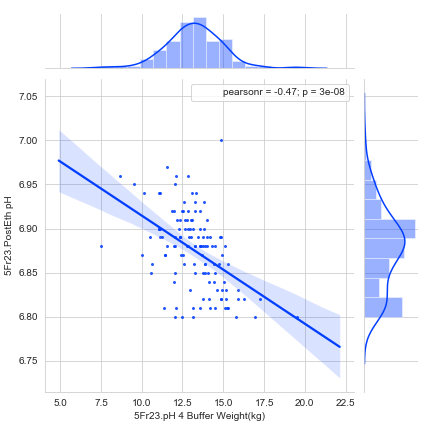 pearsonr = -0.47; p = 3e-08
7.05
7.00
6.95
6.90
6.85
6.80
6.75
5Fr23.PostEth pH
5.0 7.5 10.0 12.5 15.0 17.5 20.0 22.5
5Fr23.pH 4 Buffer Weight(kg)